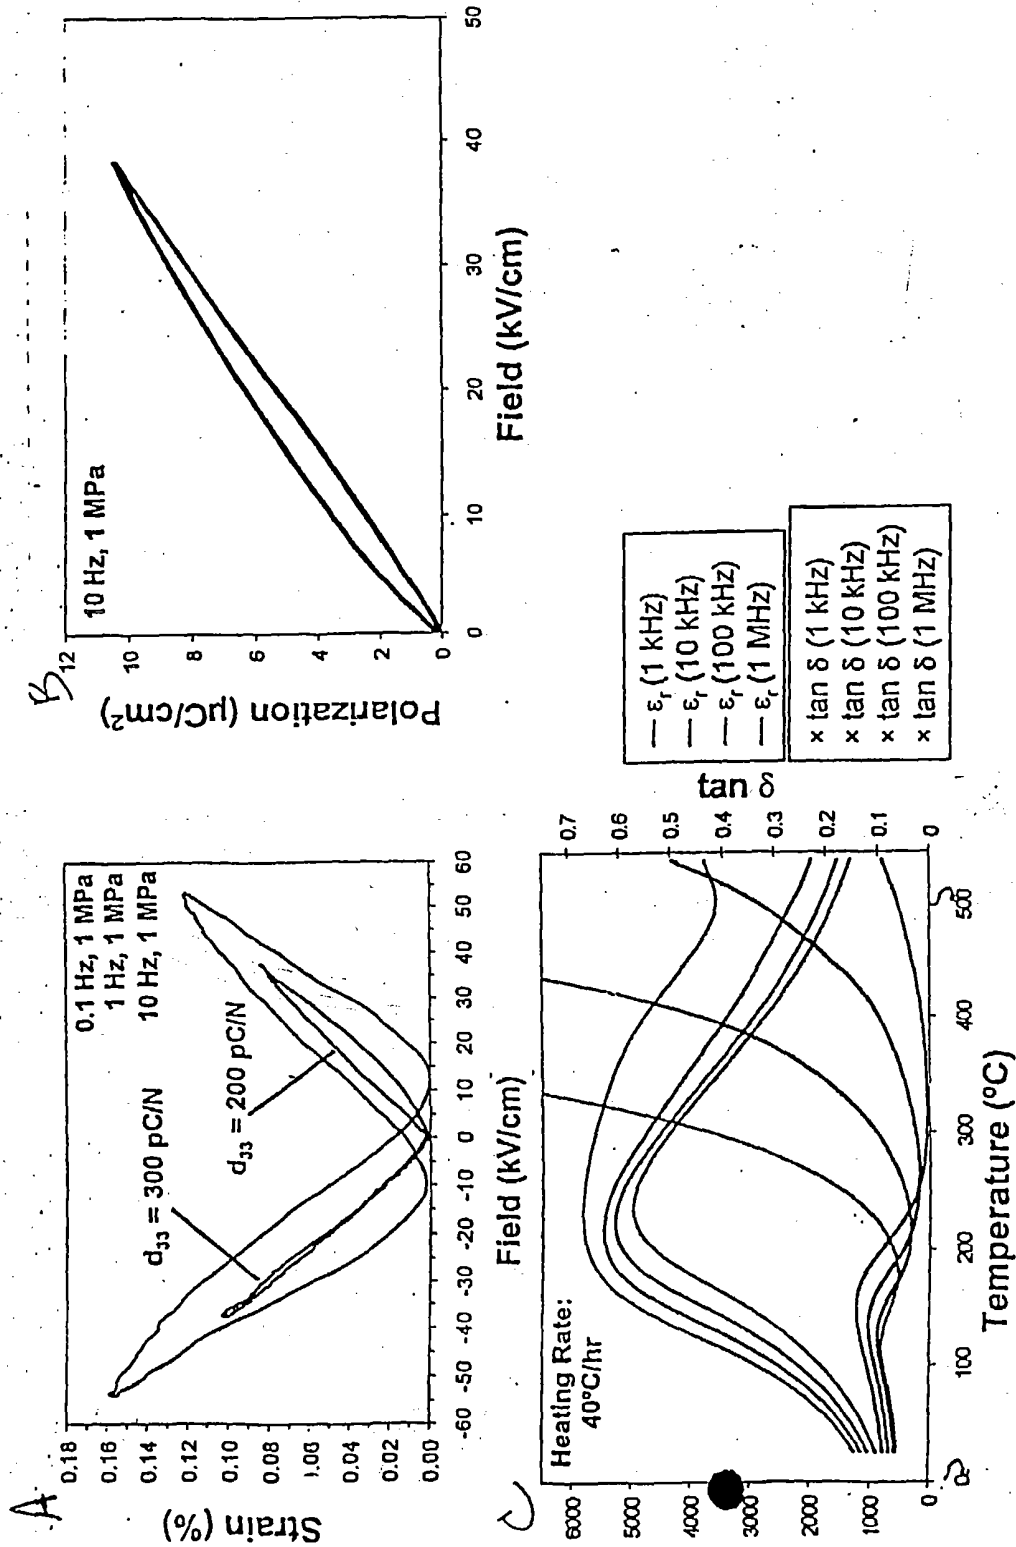 A
Strain (%)
0.18
0.16
0.14
0.12
0.10
0.08
0.06
0.04
0.02
0.00
0.1 Hz, 1 MPa
1 Hz, 1 MPa
10 Hz, 1 MPa
d33 = 300 pC/N
d33 = 200 pC/N
-60 -50 -40 -30 -20 -10 0 10 20 30 40 50 60
Field (kV/cm)
B
Polarization (µC/cm²)
12
10
8
6
4
2
0
10 Hz, 1 MPa
0 10 20 30 40 50
Field (kV/cm)
C
6000
5000
4000
3000
2000
1000
0
Heating Rate:
40°C/hr
0 100 200 300 400 500
Temperature (°C)
0.7
0.6
0.5
0.4
0.3
0.2
0.1
0
tan δ
— εr (1 kHz)
— εr (10 kHz)
— εr (100 kHz)
— εr (1 MHz)
× tan δ (1 kHz)
× tan δ (10 kHz)
× tan δ (100 kHz)
× tan δ (1 MHz)